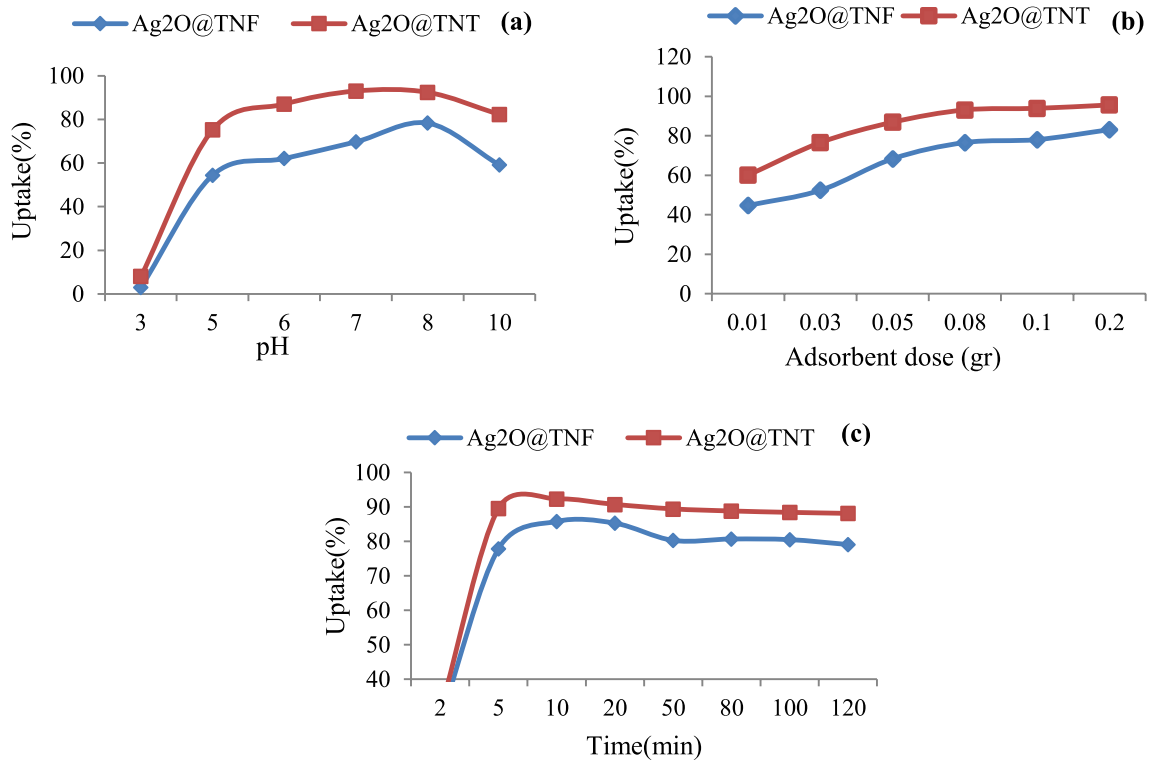 Ag2O@TNF Ag2O@TNT (a)
100
80
60
40
20
0
Uptake(%)
3 5 6 7 8 10
pH
Ag2O@TNF Ag2O@TNT (b)
120
100
80
60
40
20
0
Uptake(%)
0.01 0.03 0.05 0.08 0.1 0.2
Adsorbent dose (gr)
Ag2O@TNF Ag2O@TNT (c)
100
90
80
70
60
50
40
Uptake(%)
2 5 10 20 50 80 100 120
Time(min)